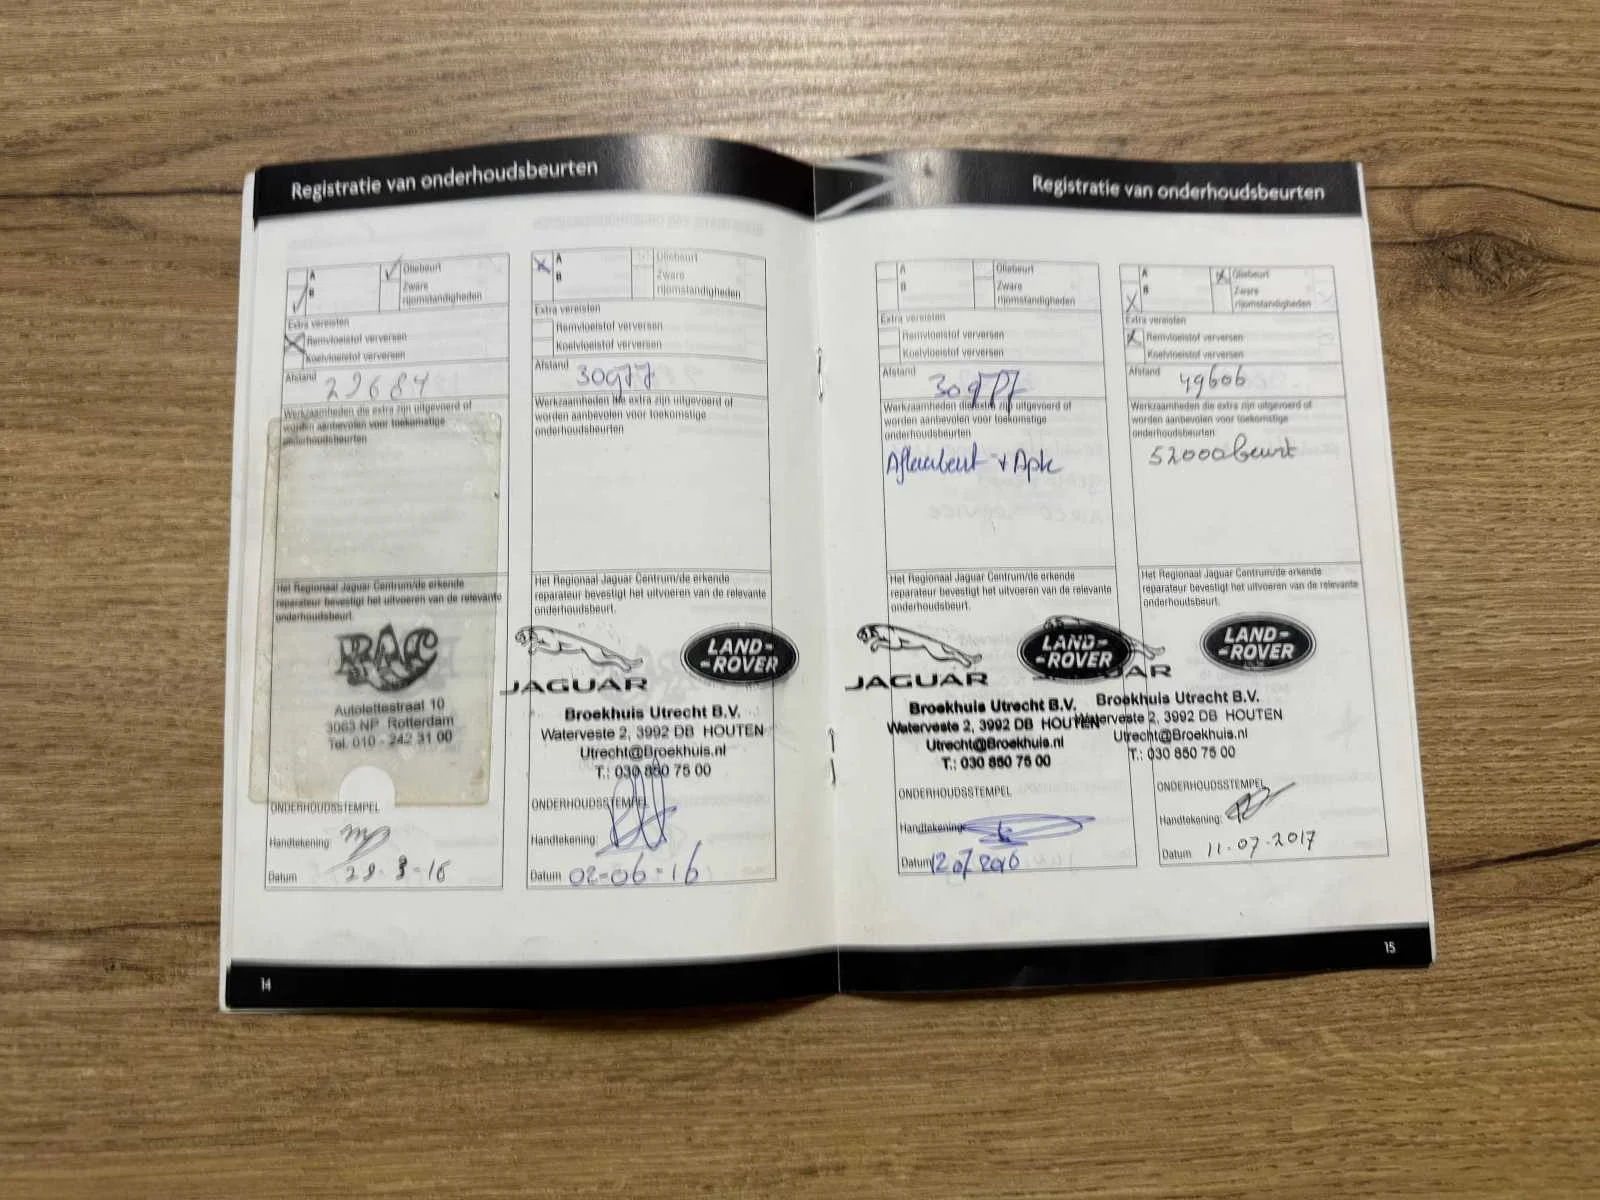 Registratie van onderhoudsbeurten
A
B
Oliebeurt
Zware
rijomstandigheden
Extra vereisten
Remvloeistof verversen
Koelvloeistof verversen
Afstand
29684
Werkzaamheden die extra zijn uitgevoerd of
worden aanbevolen voor toekomstige
onderhoudsbeurten
Het Regionaal Jaguar Centrum/de erkende
reparateur bevestigt het uitvoeren van de relevante
onderhoudsbeurt.
Autolettestraat 10
3063 NP Rotterdam
Tel. 010 - 242 31 00
ONDERHOUDSSTEMPEL
Handtekening:
Datum 29-3-16
A
B
Oliebeurt
Zware
rijomstandigheden
Extra vereisten
Remvloeistof verversen
Koelvloeistof verversen
Afstand
30977
Werkzaamheden die extra zijn uitgevoerd of
worden aanbevolen voor toekomstige
onderhoudsbeurten
Het Regionaal Jaguar Centrum/de erkende
reparateur bevestigt het uitvoeren van de relevante
onderhoudsbeurt.
JAGUAR
LAND-
-ROVER
Broekhuis Utrecht B.V.
Waterveste 2, 3992 DB HOUTEN
Utrecht@Broekhuis.nl
T.: 030 850 75 00
ONDERHOUDSSTEMPEL
Handtekening:
Datum 02-06-16
14
Registratie van onderhoudsbeurten
A
B
Oliebeurt
Zware
rijomstandigheden
Extra vereisten
Remvloeistof verversen
Koelvloeistof verversen
Afstand
30977
Werkzaamheden die extra zijn uitgevoerd of
worden aanbevolen voor toekomstige
onderhoudsbeurten
Afleverbeurt + Apk
Het Regionaal Jaguar Centrum/de erkende
reparateur bevestigt het uitvoeren van de relevante
onderhoudsbeurt.
JAGUAR
LAND-
-ROVER
Broekhuis Utrecht B.V.
Waterveste 2, 3992 DB HOUTEN
Utrecht@Broekhuis.nl
T.: 030 850 75 00
ONDERHOUDSSTEMPEL
Handtekening:
Datum 12 07 2016
A
B
Oliebeurt
Zware
rijomstandigheden
Extra vereisten
Remvloeistof verversen
Koelvloeistof verversen
Afstand
49606
Werkzaamheden die extra zijn uitgevoerd of
worden aanbevolen voor toekomstige
onderhoudsbeurten
52000 beurt
Het Regionaal Jaguar Centrum/de erkende
reparateur bevestigt het uitvoeren van de relevante
onderhoudsbeurt.
LAND-
-ROVER
Broekhuis Utrecht B.V.
Waterveste 2, 3992 DB HOUTEN
Utrecht@Broekhuis.nl
T.: 030 850 75 00
ONDERHOUDSSTEMPEL
Handtekening:
Datum 11-07-2017
15